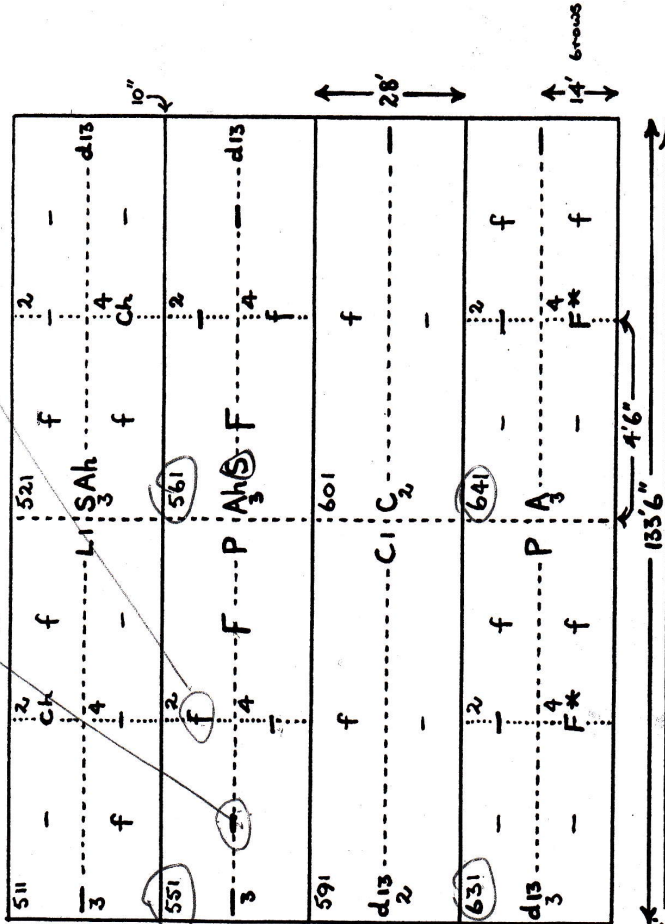 511 2 521 2
- Ch f f - -
- L1 SAh d13 10"
3 4 3 4
f - - f Ch -
551 2 561 2
f -
- F P AhS F - d13
3 4 3 4
- f
591 601
f f
d13 C1 C - 28'
2 2
- -
631 2 641 2
- - f - - f
d13 P A -
3 4 3 4
- F* f - F* f 14' 6rows
4'6"
133'6"